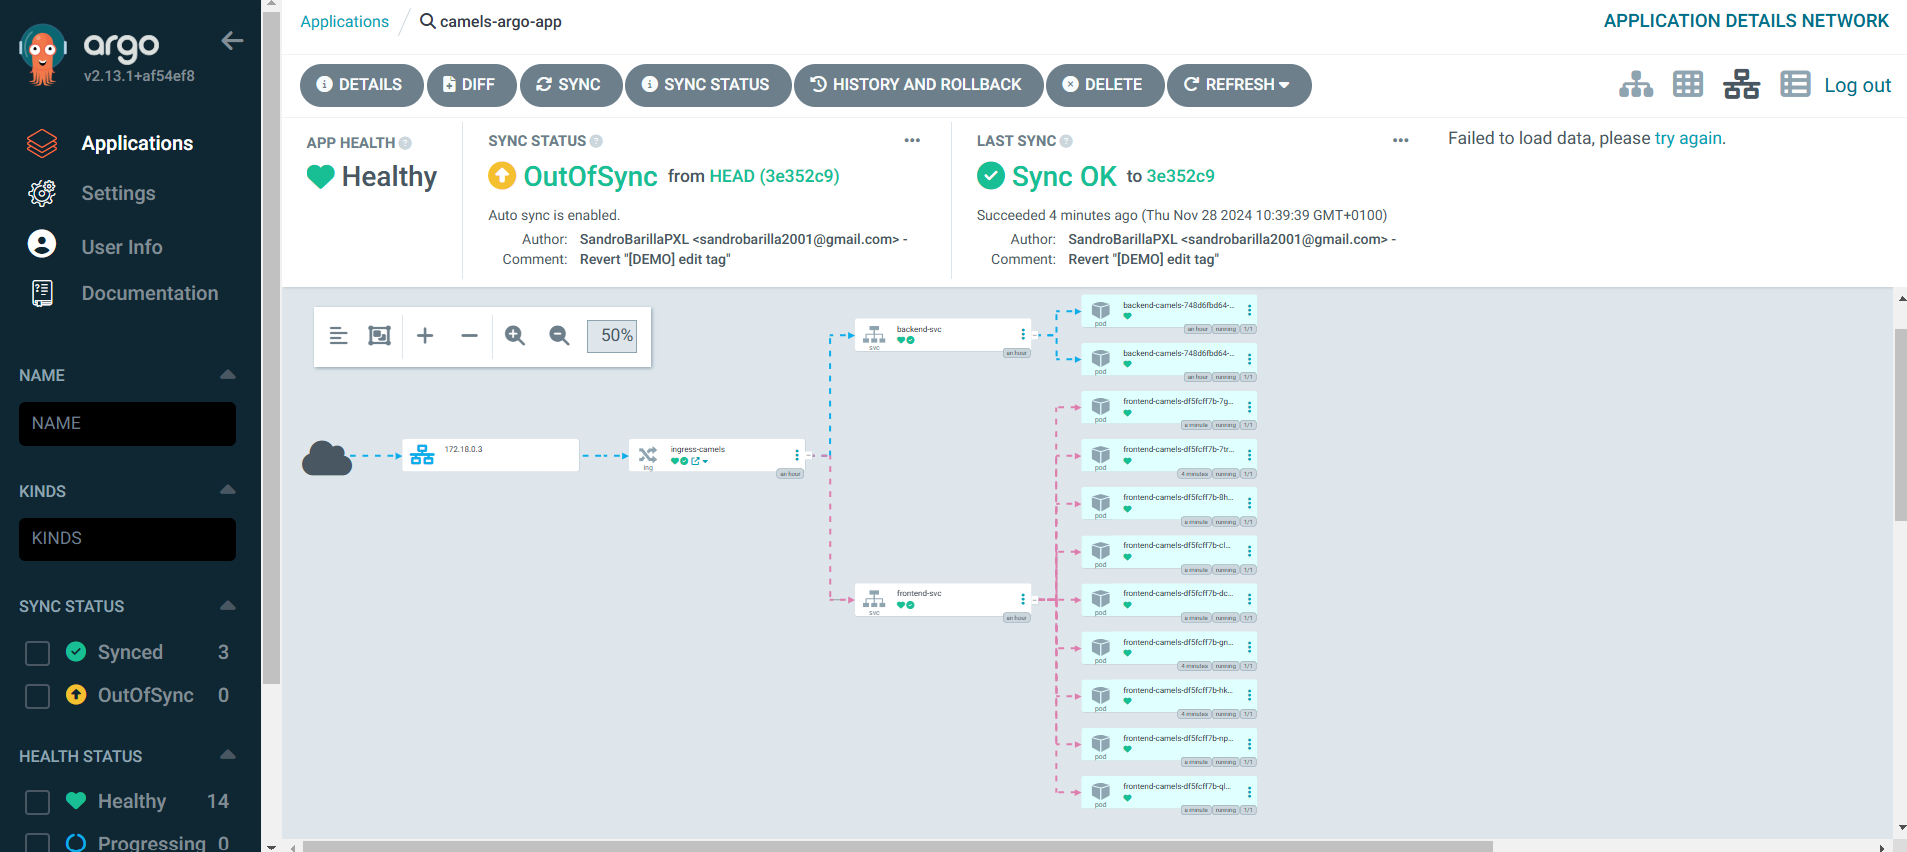 argo
v2.13.1+af54ef8
Applications
Settings
User Info
Documentation
NAME
NAME
KINDS
KINDS
SYNC STATUS
Synced 3
OutOfSync 0
HEALTH STATUS
Healthy 14
Progressing 0
Applications / camels-argo-app
APPLICATION DETAILS NETWORK
DETAILS
DIFF
SYNC
SYNC STATUS
HISTORY AND ROLLBACK
DELETE
REFRESH
Log out
APP HEALTH
Healthy
SYNC STATUS
OutOfSync from HEAD (3e352c9)
Auto sync is enabled.
Author: SandroBarillaPXL <sandrobarilla2001@gmail.com> -
Comment: Revert "[DEMO] edit tag"
LAST SYNC
Sync OK to 3e352c9
Succeeded 4 minutes ago (Thu Nov 28 2024 10:39:39 GMT+0100)
Author: SandroBarillaPXL <sandrobarilla2001@gmail.com> -
Comment: Revert "[DEMO] edit tag"
Failed to load data, please try again.
50%
172.18.0.3
ing
ingress-camels
an hour
svc
backend-svc
an hour
svc
frontend-svc
an hour
pod
backend-camels-748d6fbd64-...
an hour running 1/1
pod
backend-camels-748d6fbd64-...
an hour running 1/1
pod
frontend-camels-df5fcff7b-7g...
a minute running 1/1
pod
frontend-camels-df5fcff7b-7tr...
4 minutes running 1/1
pod
frontend-camels-df5fcff7b-8h...
a minute running 1/1
pod
frontend-camels-df5fcff7b-cl...
a minute running 1/1
pod
frontend-camels-df5fcff7b-dc...
a minute running 1/1
pod
frontend-camels-df5fcff7b-gn...
4 minutes running 1/1
pod
frontend-camels-df5fcff7b-hk...
4 minutes running 1/1
pod
frontend-camels-df5fcff7b-np...
a minute running 1/1
pod
frontend-camels-df5fcff7b-ql...
a minute running 1/1